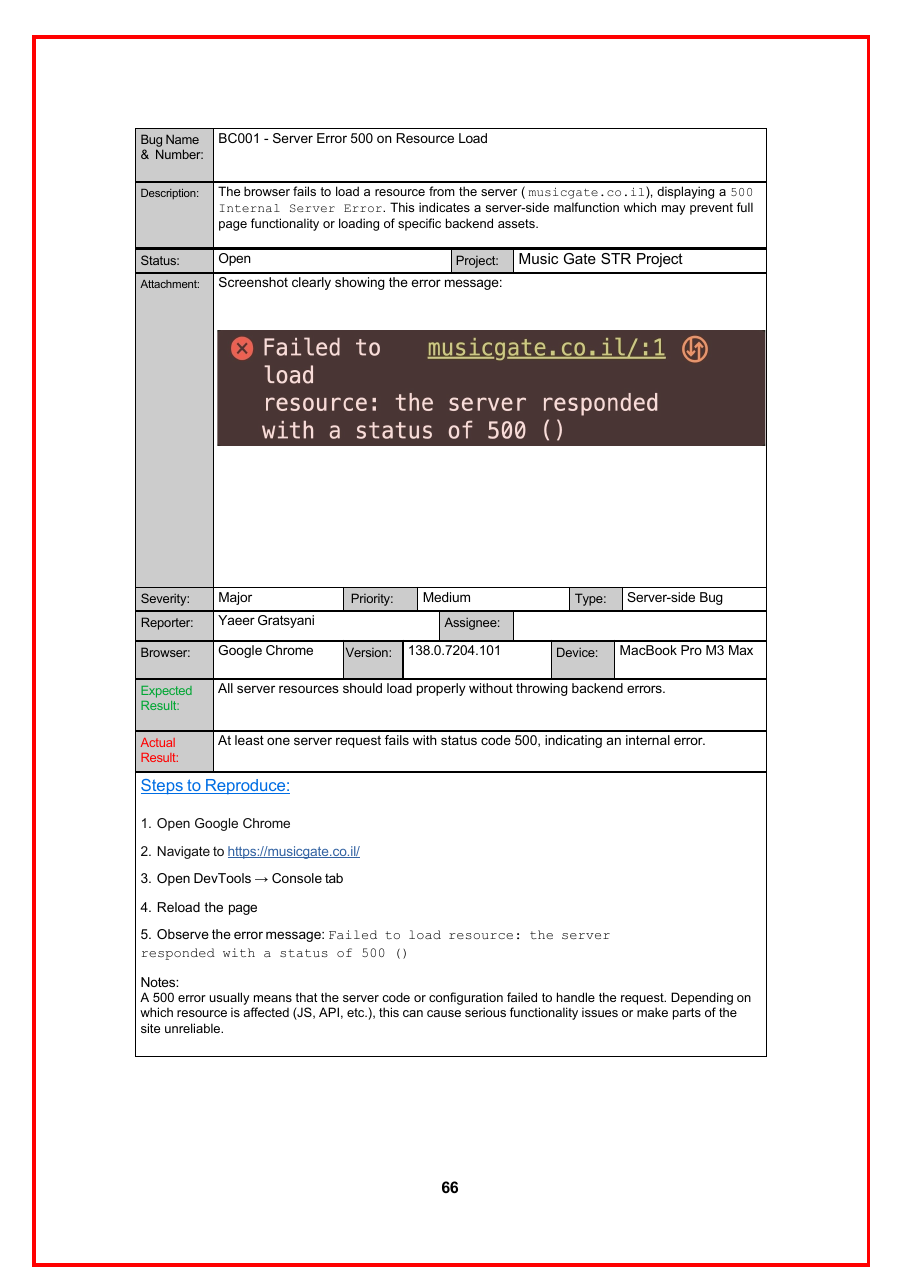 Bug Name & Number:
BC001 - Server Error 500 on Resource Load
Description:
The browser fails to load a resource from the server (musicgate.co.il), displaying a 500
Internal Server Error. This indicates a server-side malfunction which may prevent full
page functionality or loading of specific backend assets.
Status: Open Project: Music Gate STR Project
Attachment: Screenshot clearly showing the error message:
Failed to musicgate.co.il/:1
load
resource: the server responded
with a status of 500 ()
Severity: Major Priority: Medium Type: Server-side Bug
Reporter: Yaeer Gratsyani Assignee:
Browser: Google Chrome Version: 138.0.7204.101 Device: MacBook Pro M3 Max
Expected
Result:
All server resources should load properly without throwing backend errors.
Actual
Result:
At least one server request fails with status code 500, indicating an internal error.
Steps to Reproduce:
1. Open Google Chrome
2. Navigate to https://musicgate.co.il/
3. Open DevTools → Console tab
4. Reload the page
5. Observe the error message: Failed to load resource: the server
responded with a status of 500 ()
Notes:
A 500 error usually means that the server code or configuration failed to handle the request. Depending on
which resource is affected (JS, API, etc.), this can cause serious functionality issues or make parts of the
site unreliable.
66